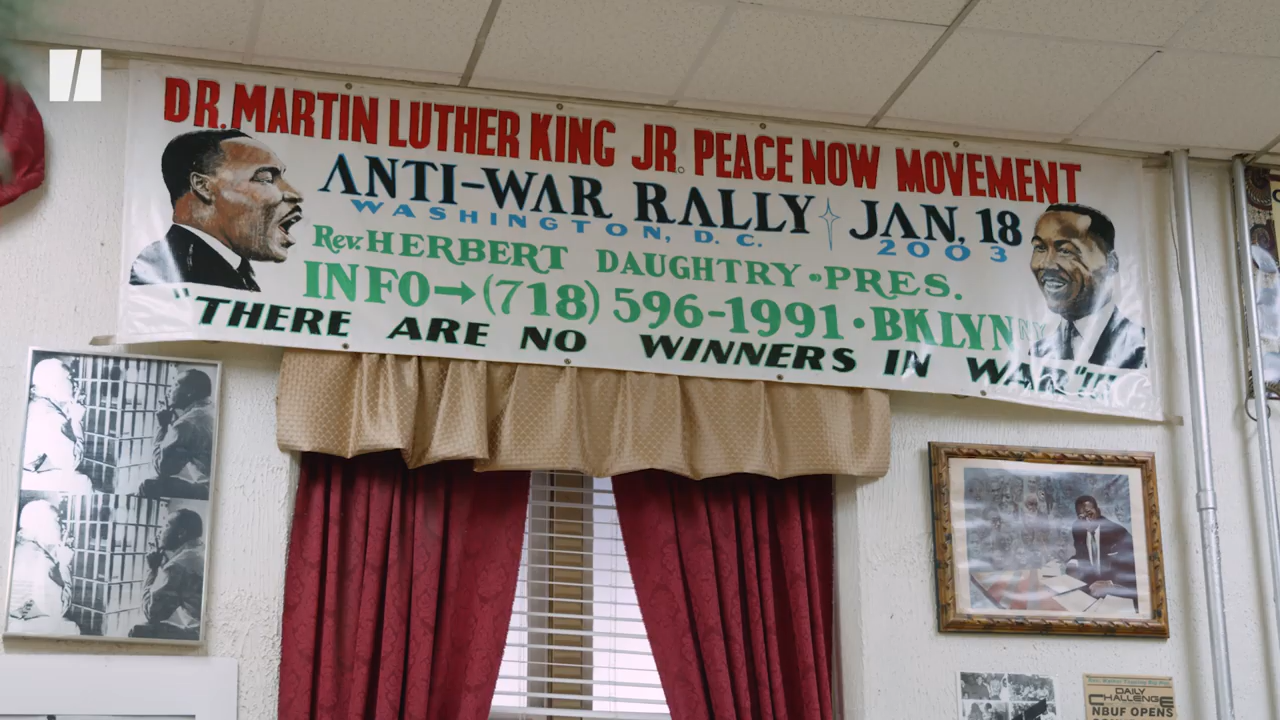 DR. MARTIN LUTHER KING JR. PEACE NOW MOVEMENT
ANTI-WAR RALLY JAN. 18
WASHINGTON, D. C. 2003
Rev. HERBERT DAUGHTRY • PRES.
INFO→(718) 596-1991 • BKLYN NY
"THERE ARE NO WINNERS IN WAR"!!!
DAILY
CHALLENGE
NBUF OPENS